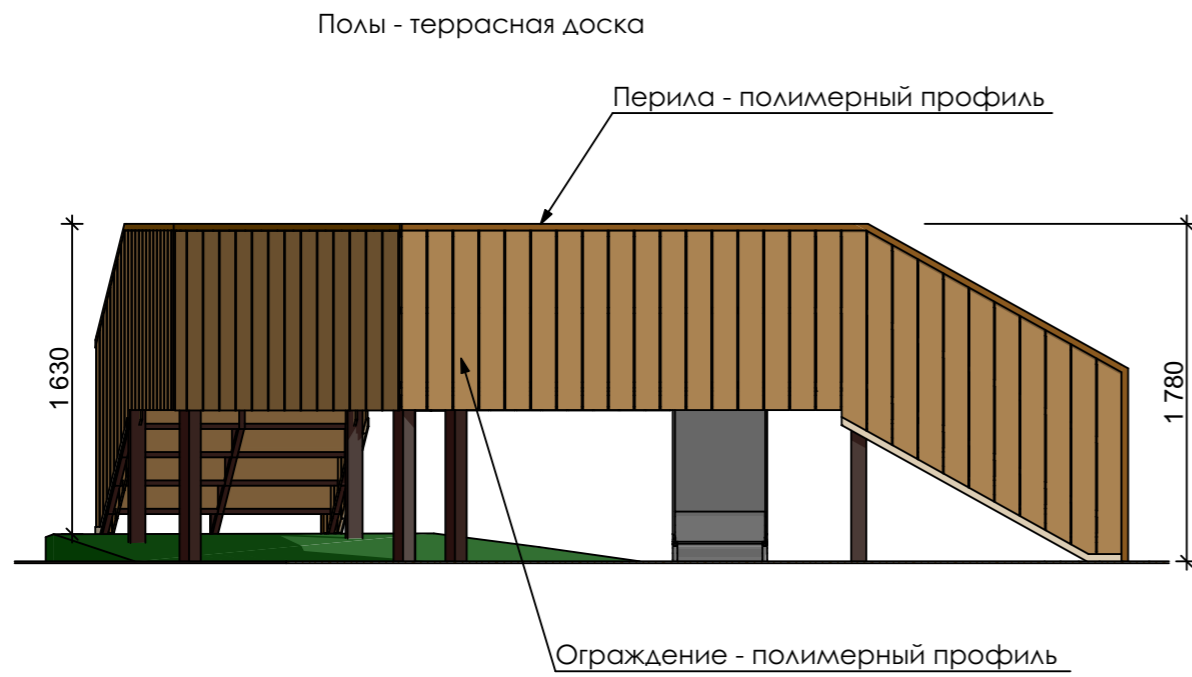 Полы - террасная доска
Перила - полимерный профиль
1 630
1 780
Ограждение - полимерный профиль